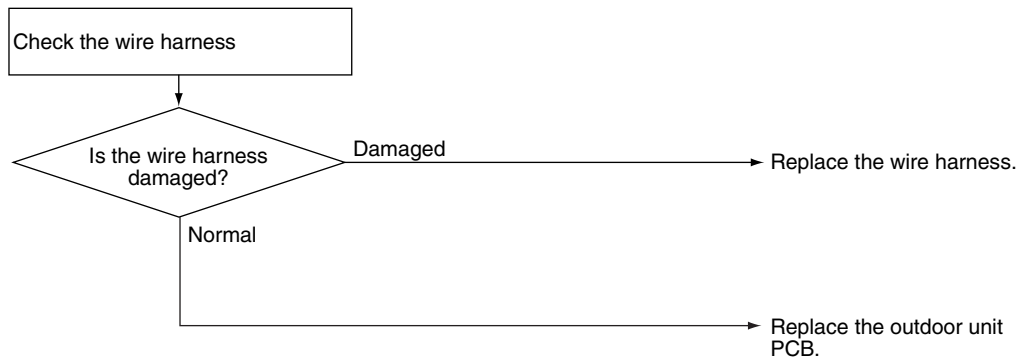 Check the wire harness
Is the wire harness
damaged?
Damaged
Replace the wire harness.
Normal
Replace the outdoor unit
PCB.